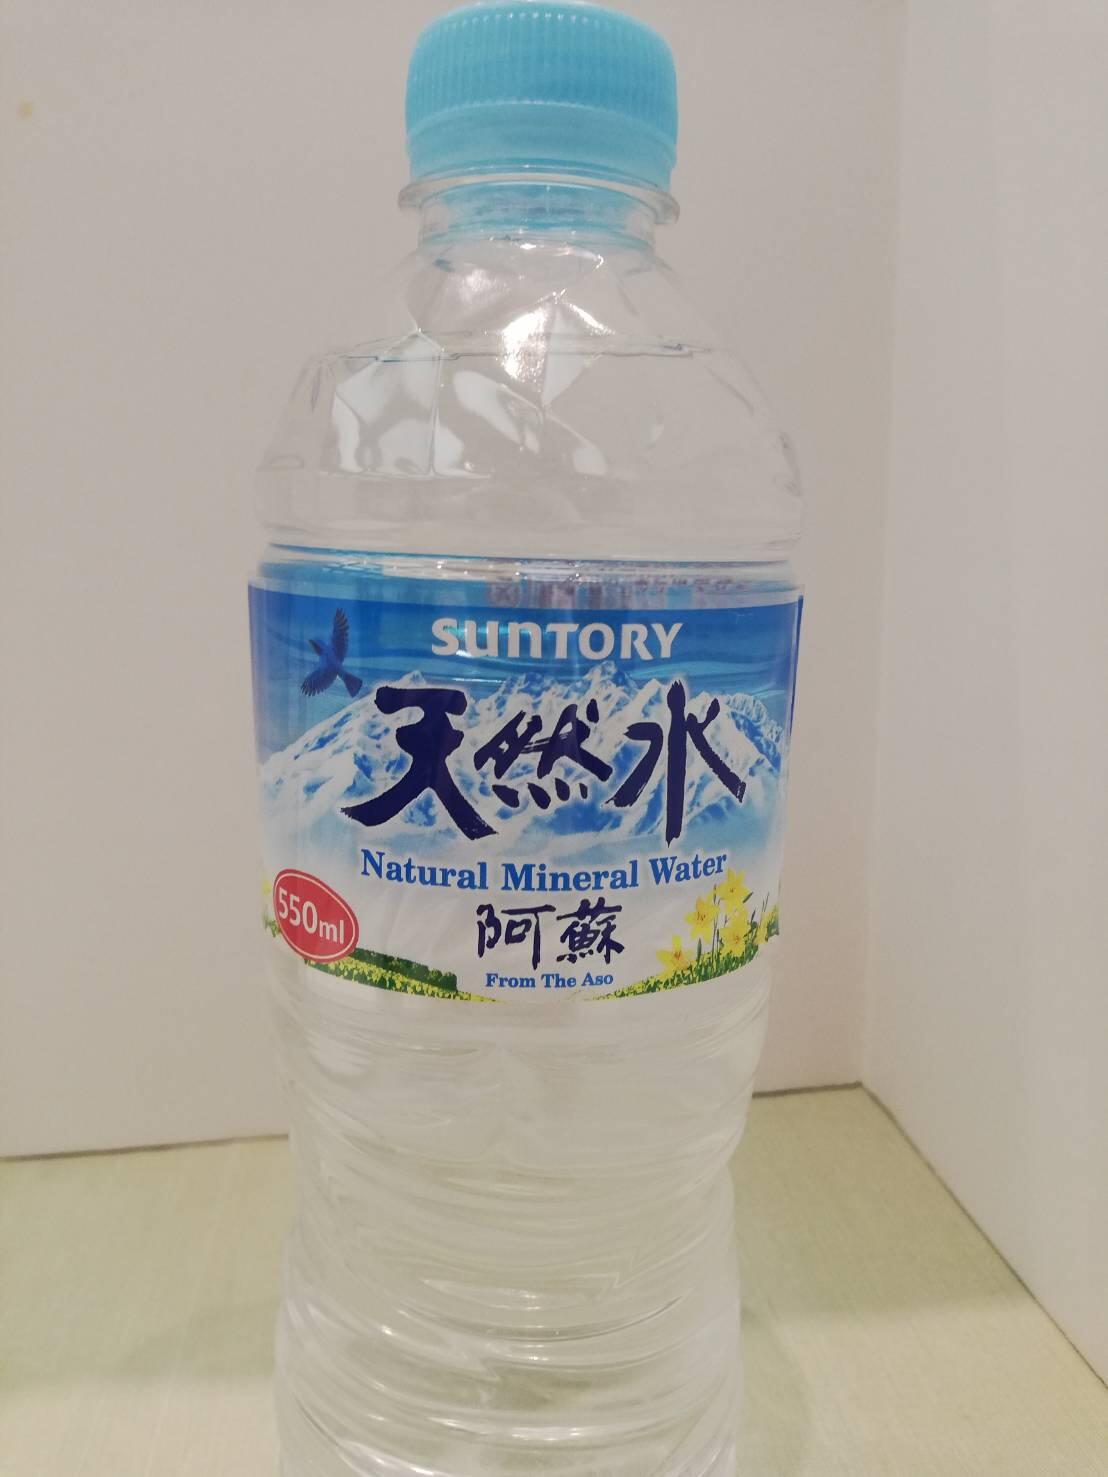 SUNTORY
天然水
Natural Mineral Water
550ml
阿蘇
From The Aso